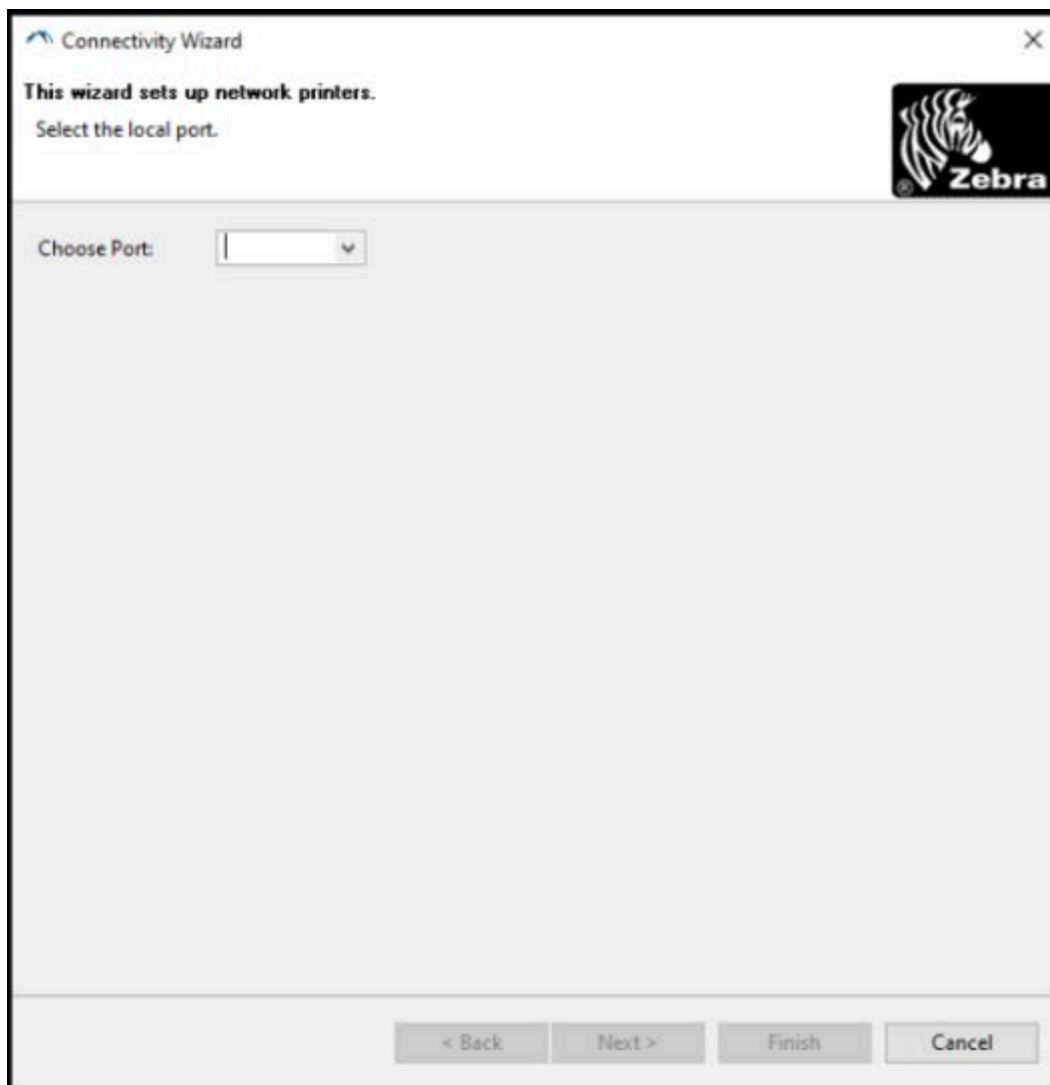 Connectivity Wizard
This wizard sets up network printers.
Select the local port.
® Zebra
Choose Port:
< Back
Next >
Finish
Cancel